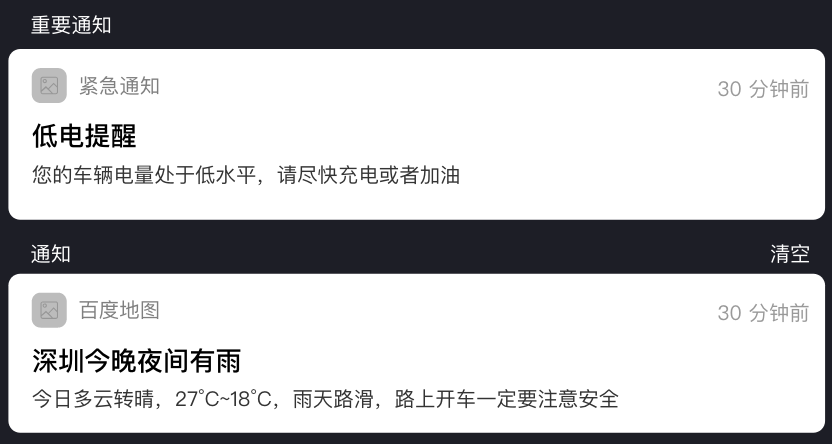 重要通知
紧急通知
30 分钟前
低电提醒
您的车辆电量处于低水平，请尽快充电或者加油
通知
清空
百度地图
30 分钟前
深圳今晚夜间有雨
今日多云转晴，27°C~18°C，雨天路滑，路上开车一定要注意安全